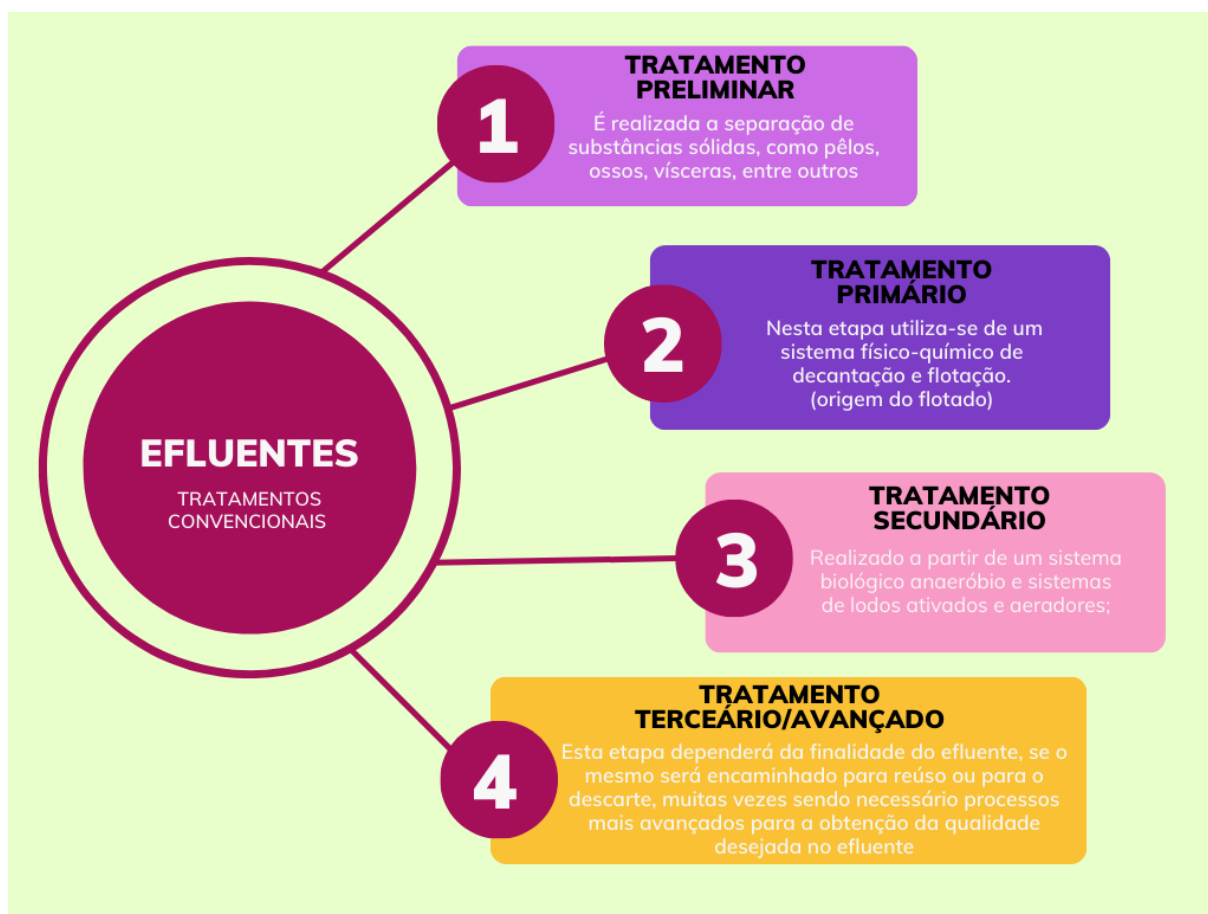 1
TRATAMENTO
PRELIMINAR
É realizada a separação de
substâncias sólidas, como pêlos,
ossos, vísceras, entre outros
2
TRATAMENTO
PRIMÁRIO
Nesta etapa utiliza-se de um
sistema físico-químico de
decantação e flotação.
(origem do flotado)
EFLUENTES
TRATAMENTOS
CONVENCIONAIS
3
TRATAMENTO
SECUNDÁRIO
Realizado a partir de um sistema
biológico anaeróbio e sistemas
de lodos ativados e aeradores;
4
TRATAMENTO
TERCEÁRIO/AVANÇADO
Esta etapa dependerá da finalidade do efluente, se o
mesmo será encaminhado para reúso ou para o
descarte, muitas vezes sendo necessário processos
mais avançados para a obtenção da qualidade
desejada no efluente